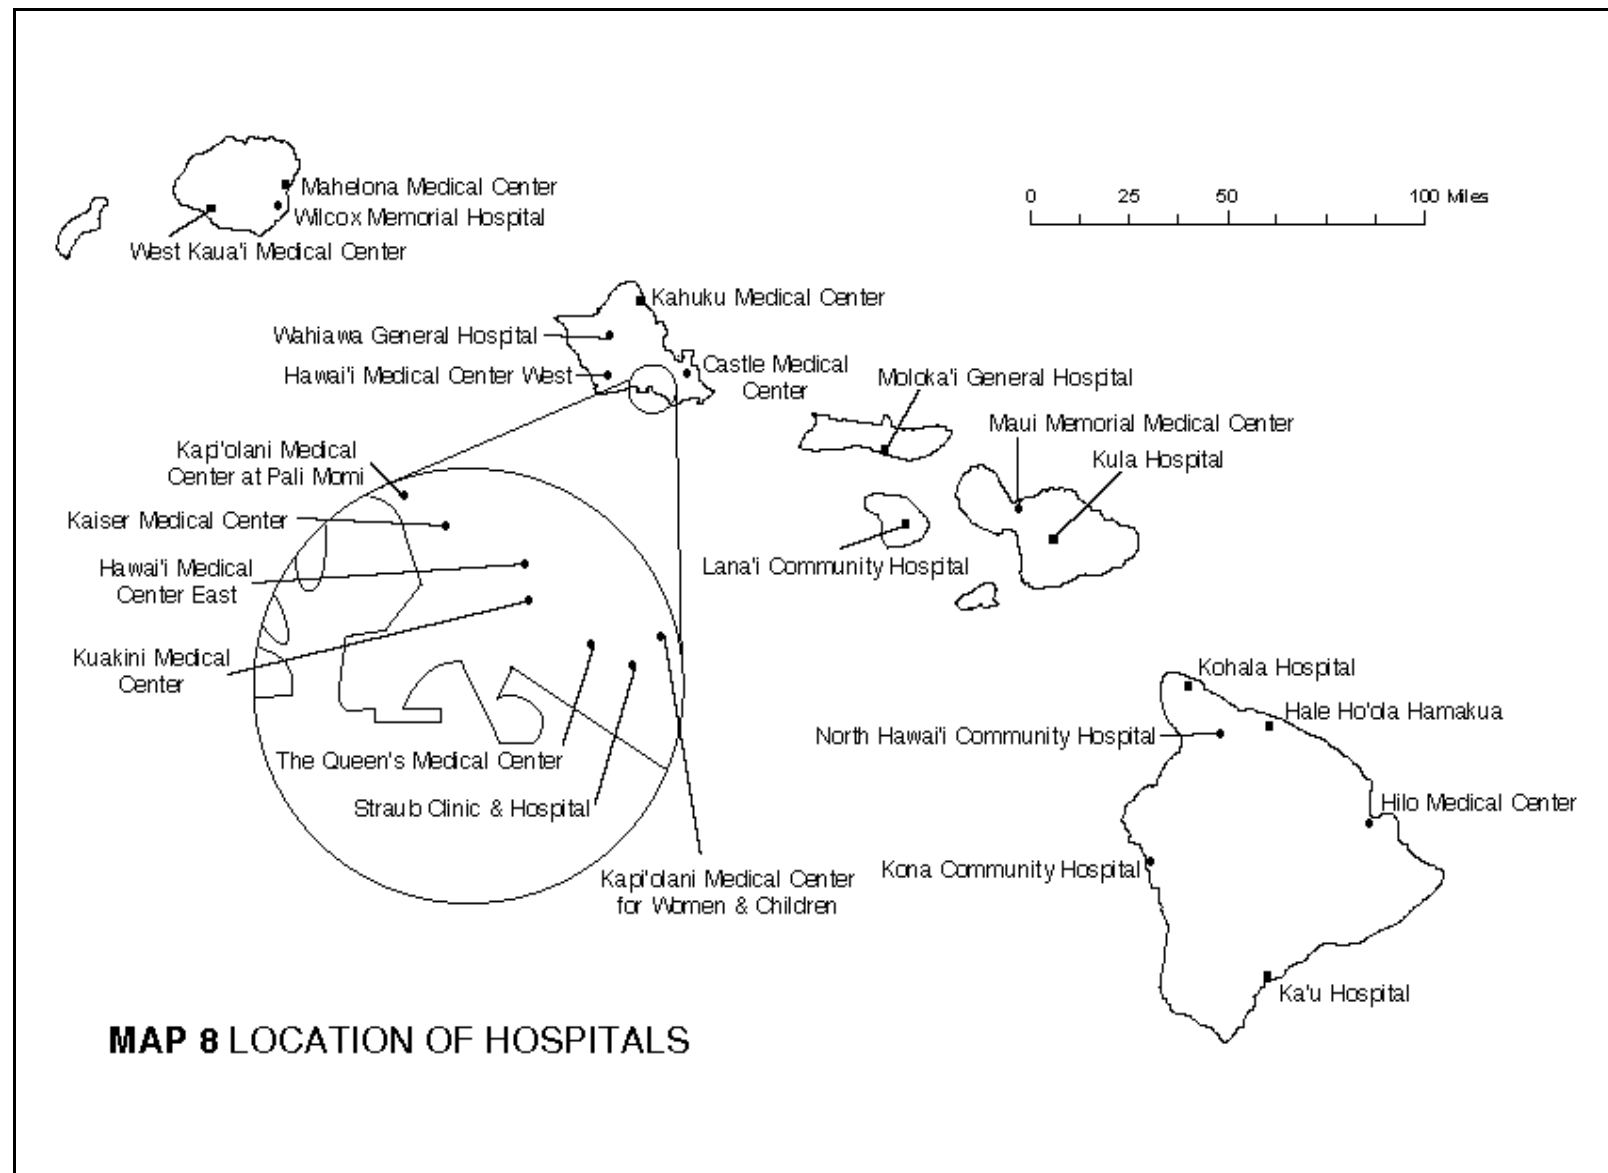 Mahelona Medical Center
Wilcox Memorial Hospital
West Kaua'i Medical Center
0 25 50 100 Miles
Kahuku Medical Center
Wahiawa General Hospital
Hawai'i Medical Center West
Castle Medical
Center
Moloka'i General Hospital
Maui Memorial Medical Center
Kula Hospital
Lana'i Community Hospital
Kapi'olani Medical
Center at Pali Momi
Kaiser Medical Center
Hawai'i Medical
Center East
Kuakini Medical
Center
The Queen's Medical Center
Straub Clinic & Hospital
Kapi'olani Medical Center
for Women & Children
Kohala Hospital
Hale Ho'ola Hamakua
North Hawai'i Community Hospital
Hilo Medical Center
Kona Community Hospital
Ka'u Hospital
MAP 8 LOCATION OF HOSPITALS